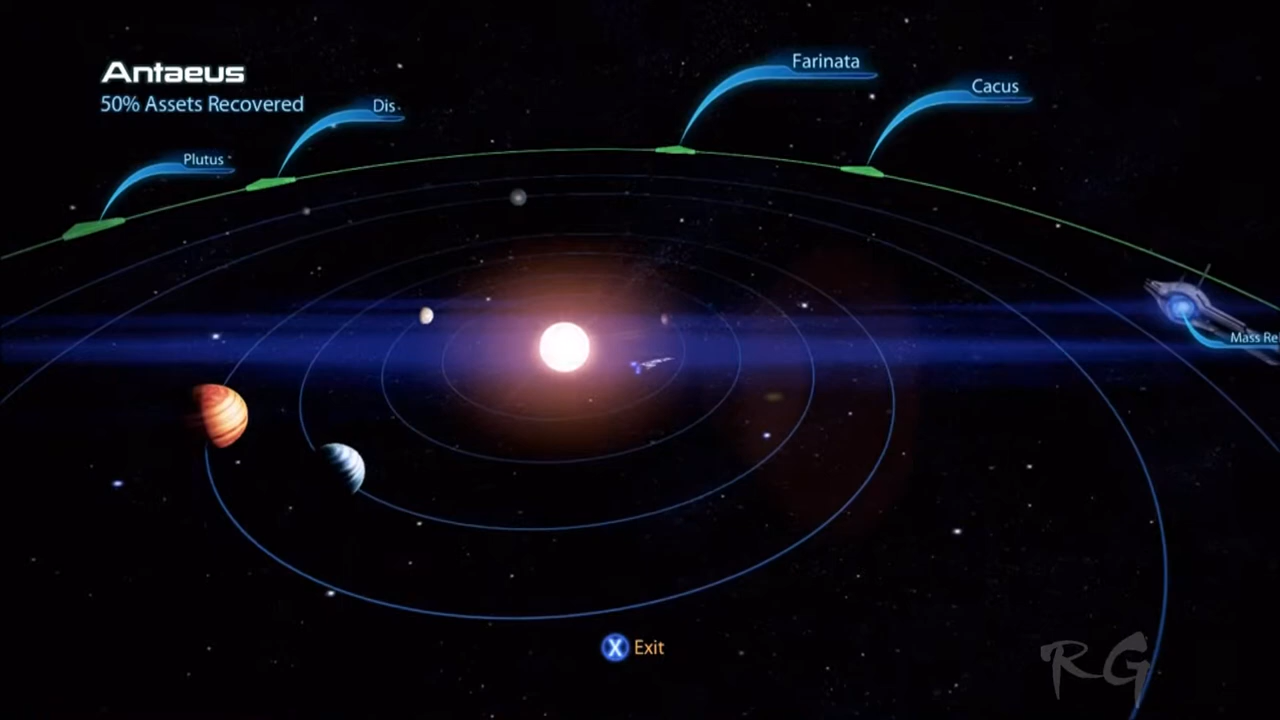 Antaeus
50% Assets Recovered
Plutus
Dis
Farinata
Cacus
Mass Re
X Exit
RG